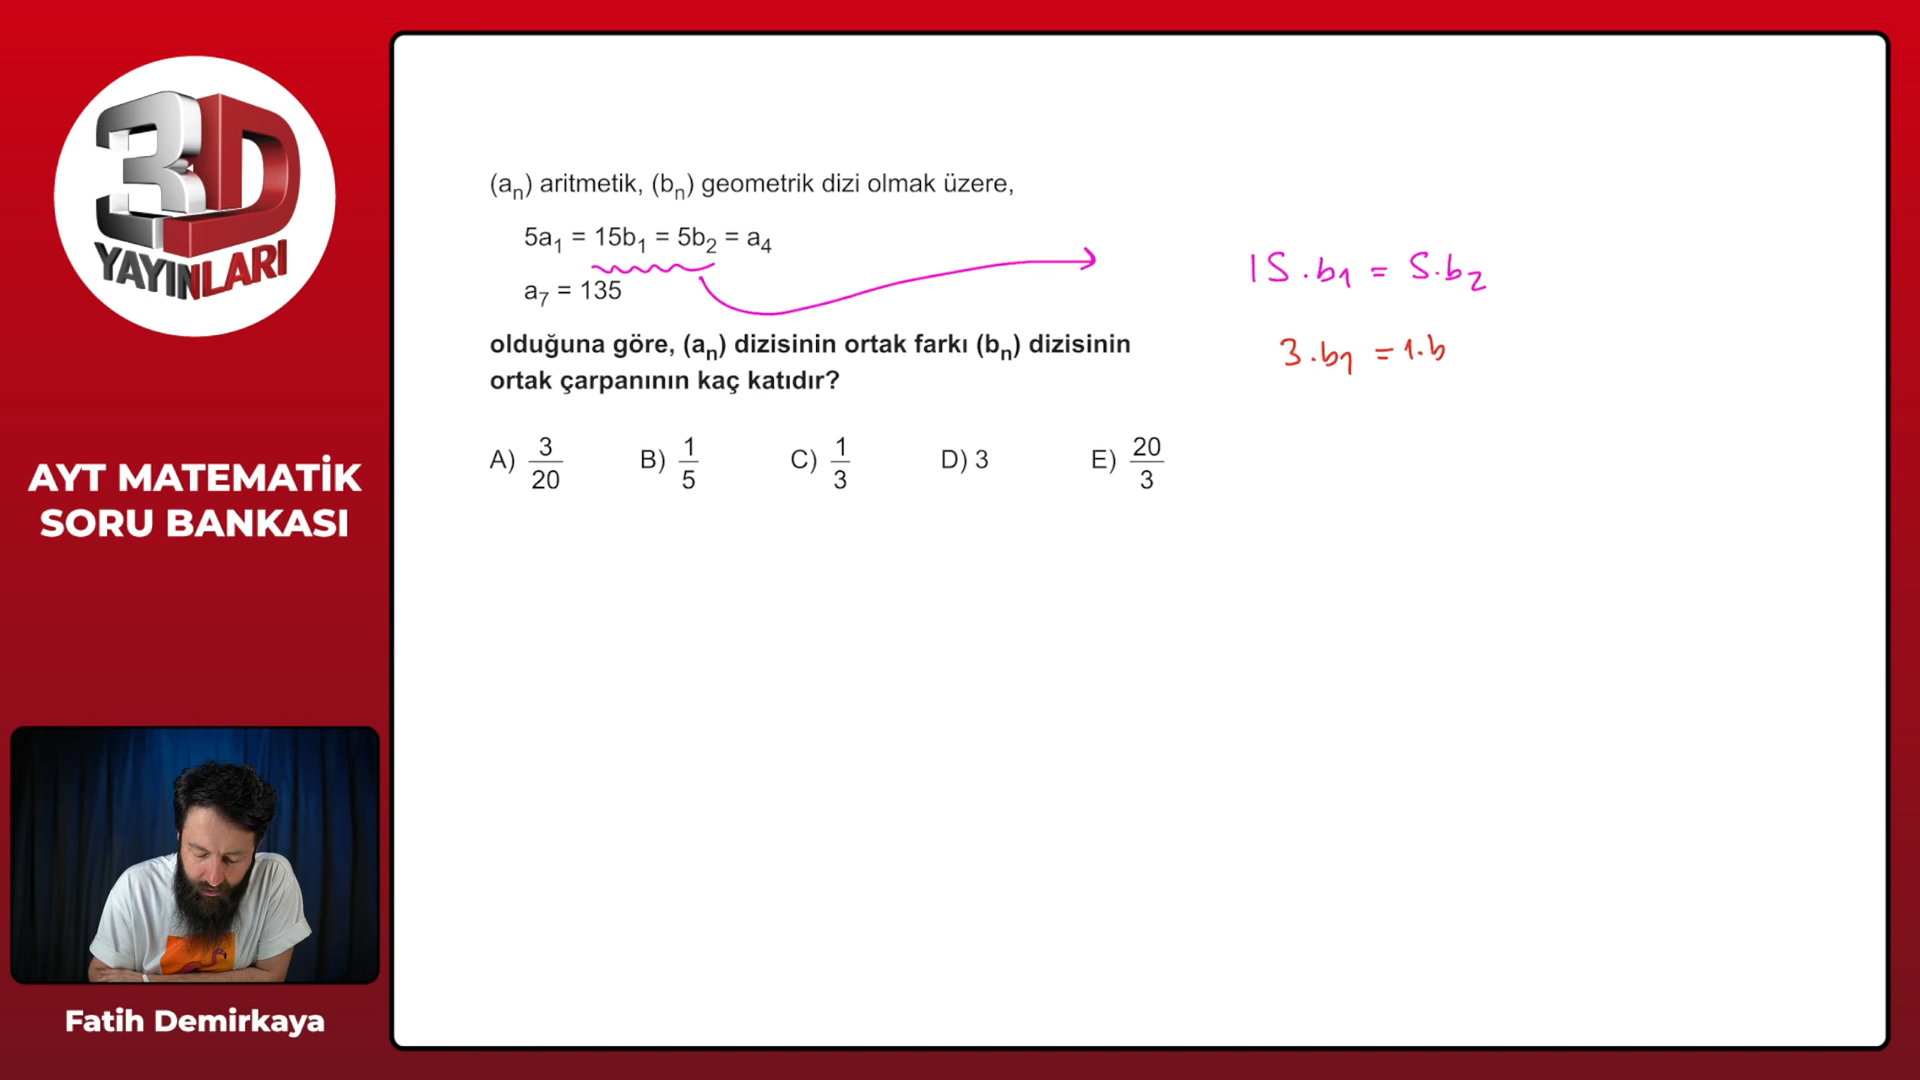 3D
YAYINLARI
AYT MATEMATİK
SORU BANKASI
Fatih Demirkaya
(aₙ) aritmetik, (bₙ) geometrik dizi olmak üzere,
5a₁ = 15b₁ = 5b₂ = a₄
a₇ = 135
olduğuna göre, (aₙ) dizisinin ortak farkı (bₙ) dizisinin
ortak çarpanının kaç katıdır?
A) 3/20 B) 1/5 C) 1/3 D) 3 E) 20/3
15.b₁ = 5.b₂
3.b₁ = 1.b